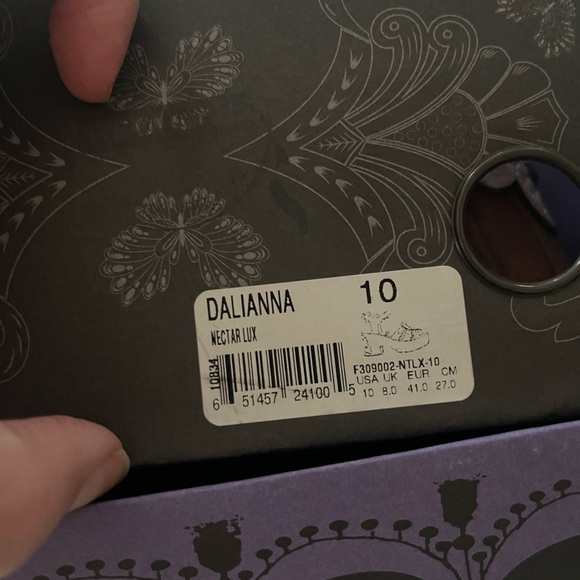 DALIANNA 10
NECTAR LUX
10834
F309002-NTLX-10
USA UK EUR CM
10 8.0 41.0 27.0
6 51457 24100 5